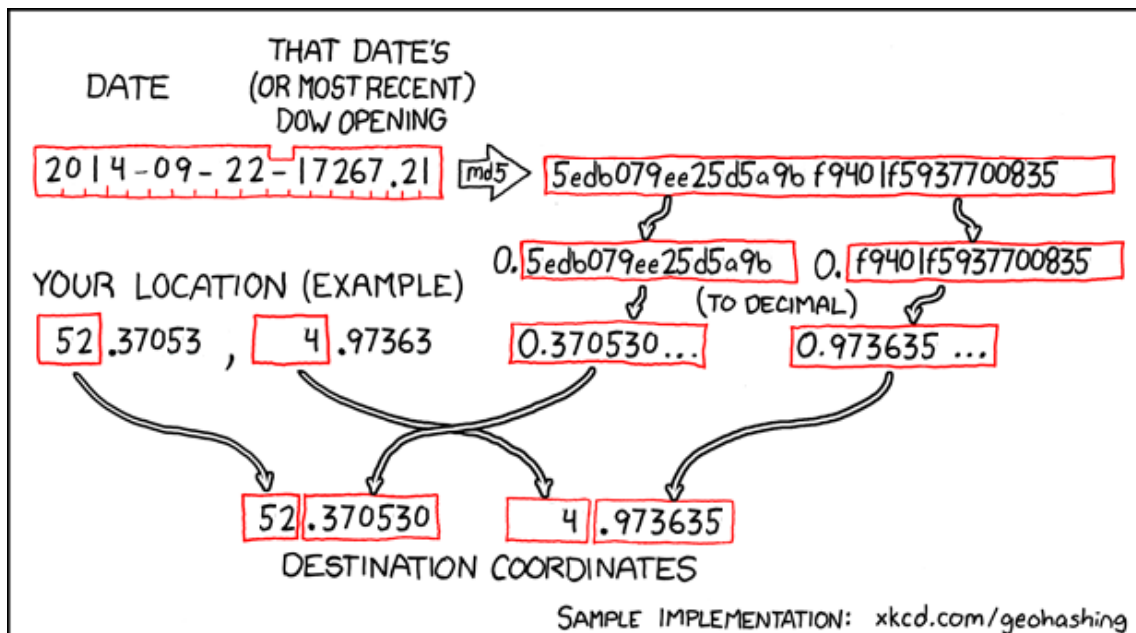 DATE
THAT DATE'S
(OR MOST RECENT)
DOW OPENING
2014-09-22-17267.21
md5
5edb079ee25d5a9bf9401f5937700835
0.5edb079ee25d5a9b
0.f9401f5937700835
YOUR LOCATION (EXAMPLE)
(TO DECIMAL)
52.37053, 4.97363
0.370530...
0.973635...
52.370530
4.973635
DESTINATION COORDINATES
SAMPLE IMPLEMENTATION: xkcd.com/geohashing